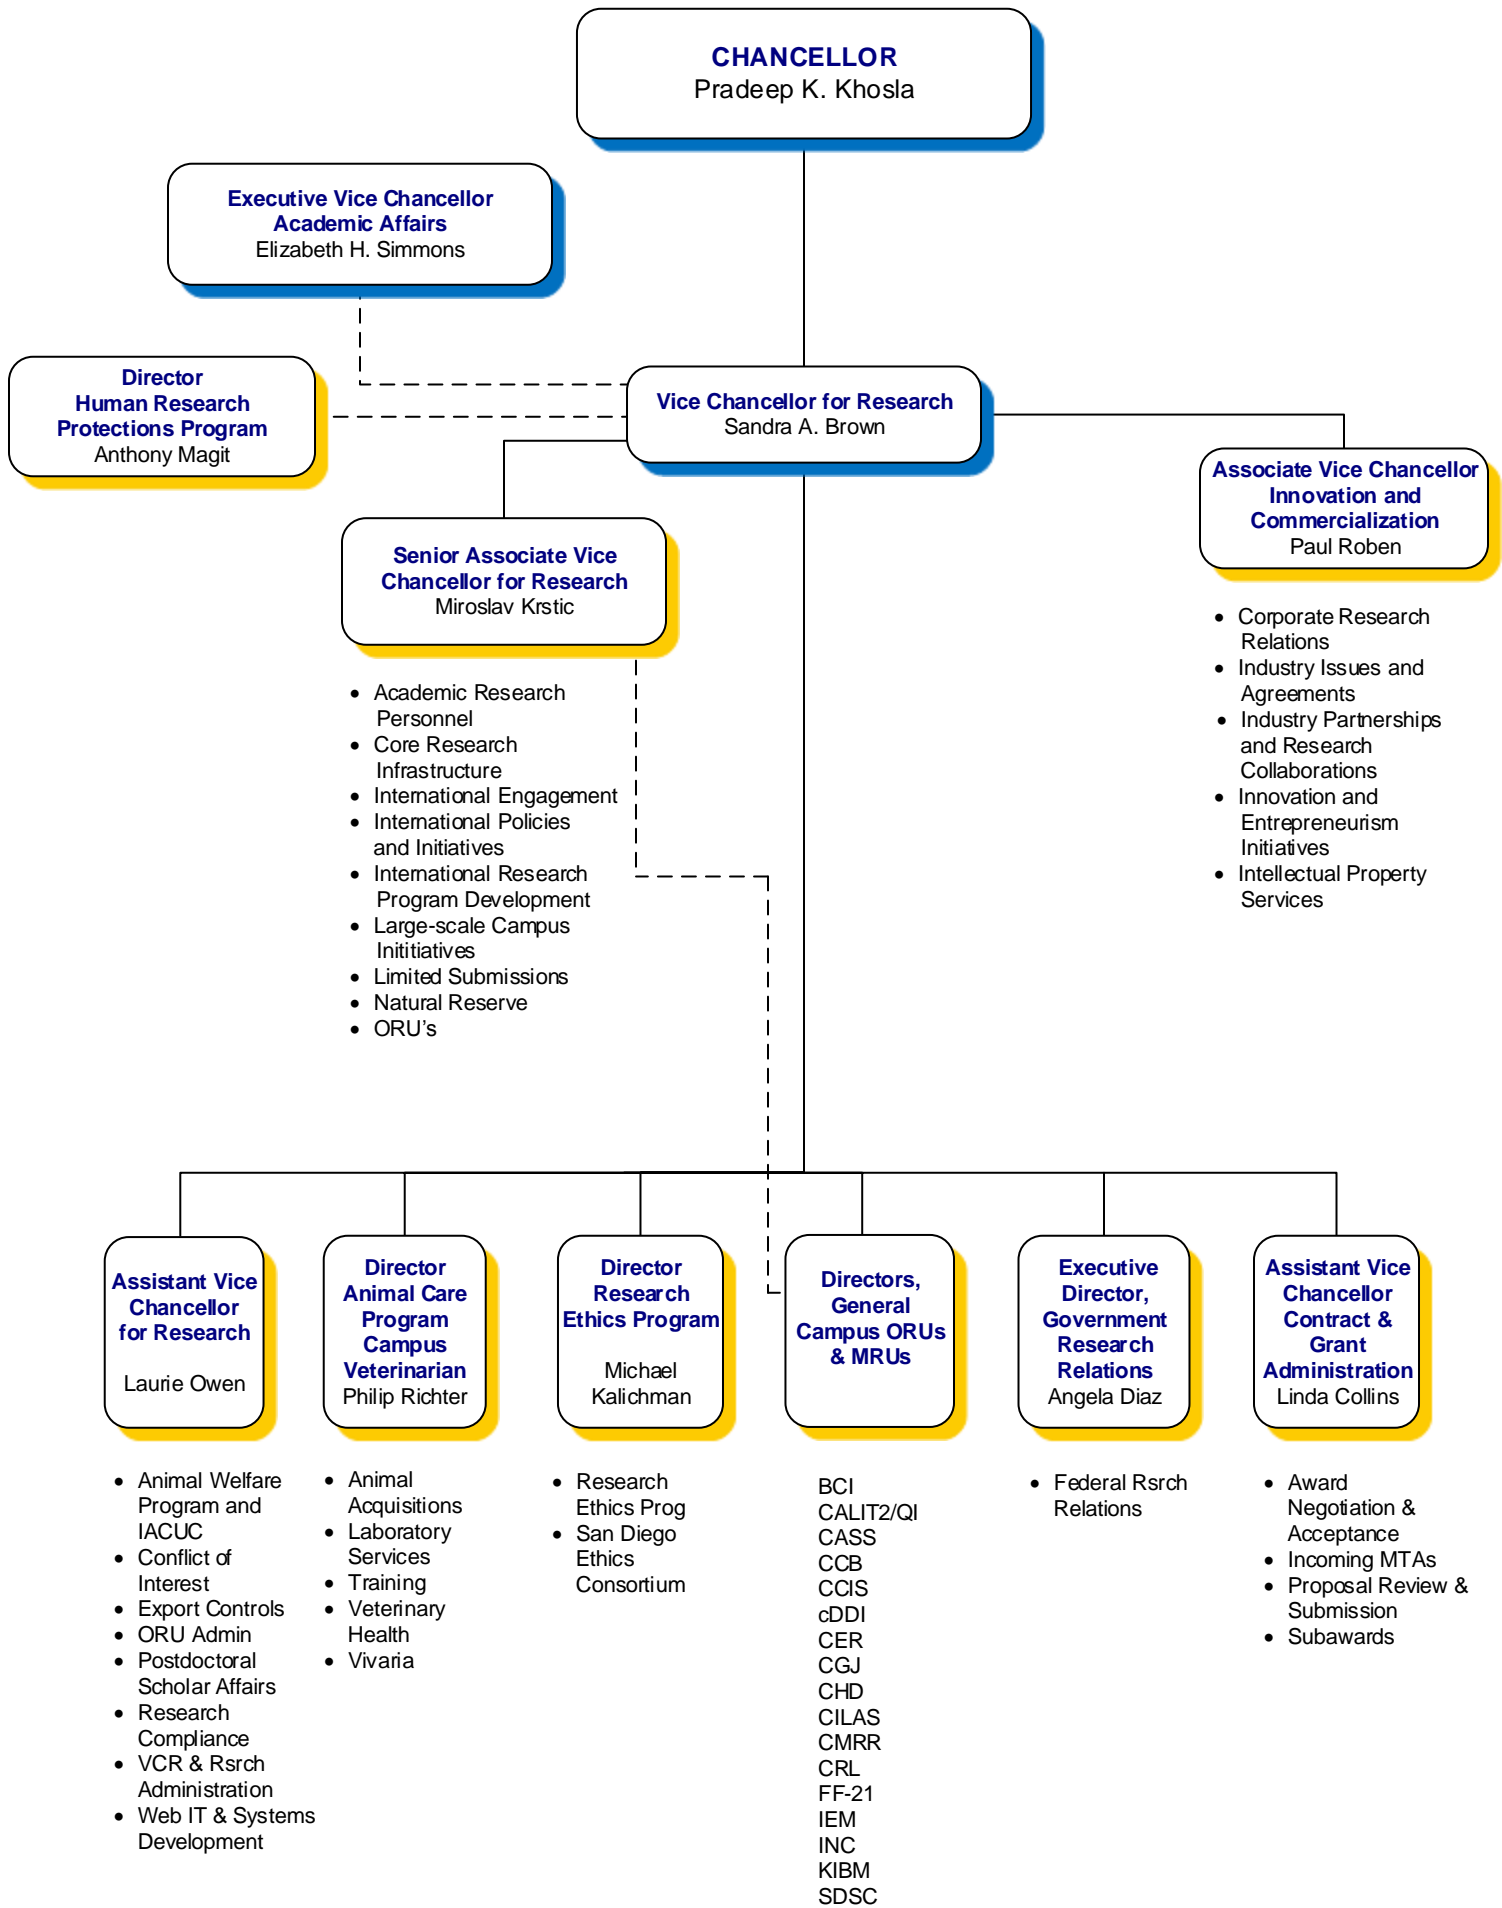 CHANCELLOR
Pradeep K. Khosla
Executive Vice Chancellor
Academic Affairs
Elizabeth H. Simmons
Director
Human Research
Protections Program
Anthony Magit
Vice Chancellor for Research
Sandra A. Brown
Associate Vice Chancellor
Innovation and
Commercialization
Paul Roben
Senior Associate Vice
Chancellor for Research
Miroslav Krstic
• Corporate Research
Relations
• Industry Issues and
Agreements
• Industry Partnerships
and Research
Collaborations
• Innovation and
Entrepreneurism
Initiatives
• Intellectual Property
Services
• Academic Research
Personnel
• Core Research
Infrastructure
• International Engagement
• International Policies
and Initiatives
• International Research
Program Development
• Large-scale Campus
Inititiatives
• Limited Submissions
• Natural Reserve
• ORU's
Assistant Vice
Chancellor
for Research
Laurie Owen
• Animal Welfare
Program and
IACUC
• Conflict of
Interest
• Export Controls
• ORU Admin
• Postdoctoral
Scholar Affairs
• Research
Compliance
• VCR & Rsrch
Administration
• Web IT & Systems
Development
Director
Animal Care
Program
Campus
Veterinarian
Philip Richter
• Animal
Acquisitions
• Laboratory
Services
• Training
• Veterinary
Health
• Vivaria
Director
Research
Ethics Program
Michael
Kalichman
• Research
Ethics Prog
• San Diego
Ethics
Consortium
Directors,
General
Campus ORUs
& MRUs
BCI
CALIT2/QI
CASS
CCB
CCIS
cDDI
CER
CGJ
CHD
CILAS
CMRR
CRL
FF-21
IEM
INC
KIBM
SDSC
Executive
Director,
Government
Research
Relations
Angela Diaz
• Federal Rsrch
Relations
Assistant Vice
Chancellor
Contract &
Grant
Administration
Linda Collins
• Award
Negotiation &
Acceptance
• Incoming MTAs
• Proposal Review &
Submission
• Subawards